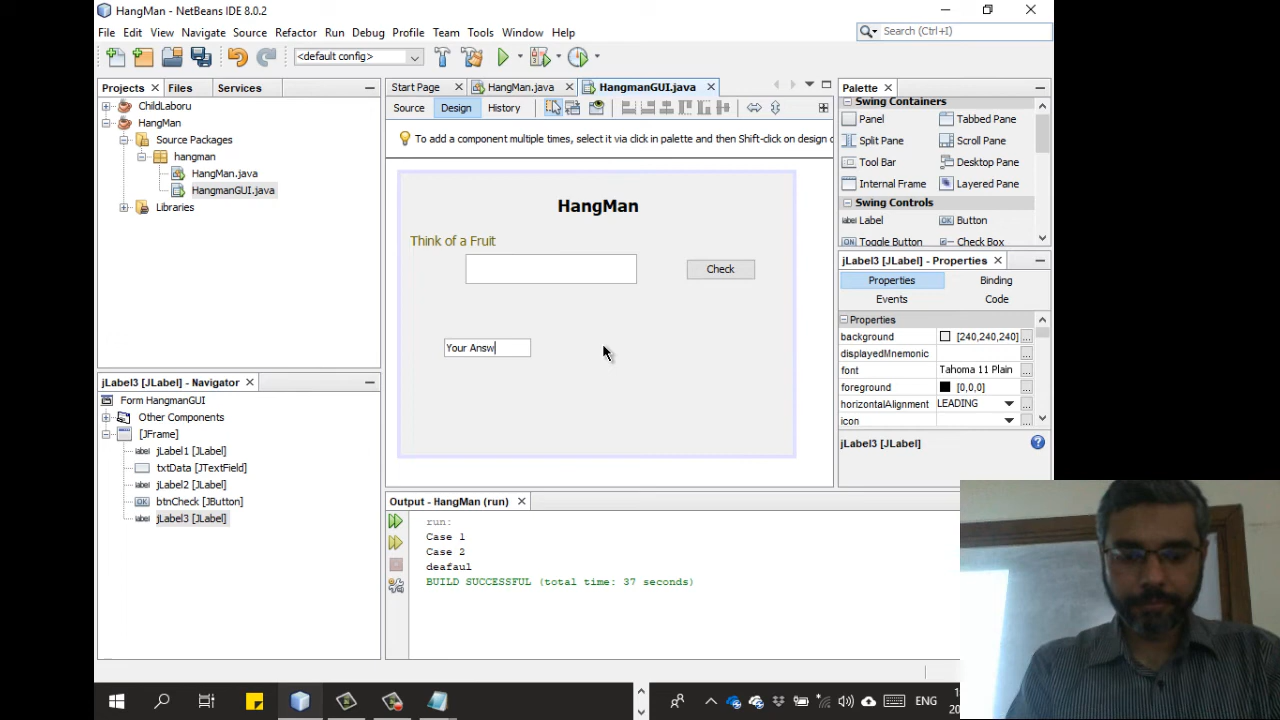 HangMan - NetBeans IDE 8.0.2
File Edit View Navigate Source Refactor Run Debug Profile Team Tools Window Help
Search (Ctrl+I)
<default config>
Projects Files Services
ChildLaboru
HangMan
Source Packages
hangman
HangMan.java
HangmanGUI.java
Libraries
Start Page HangMan.java HangmanGUI.java
Source Design History
To add a component multiple times, select it via click in palette and then Shift-click on design
HangMan
Think of a Fruit
Check
Your Answ
Palette
Swing Containers
Panel Tabbed Pane
Split Pane Scroll Pane
Tool Bar Desktop Pane
Internal Frame Layered Pane
Swing Controls
label Label OK Button
ON Toggle Button Check Box
jLabel3 [JLabel] - Properties
Properties Binding
Events Code
Properties
background [240,240,240] ...
displayedMnemonic ...
font Tahoma 11 Plain ...
foreground [0,0,0] ...
horizontalAlignment LEADING ...
icon ...
jLabel3 [JLabel]
jLabel3 [JLabel] - Navigator
Form HangmanGUI
Other Components
[JFrame]
label jLabel1 [JLabel]
txtData [JTextField]
label jLabel2 [JLabel]
OK btnCheck [JButton]
label jLabel3 [JLabel]
Output - HangMan (run)
run:
Case 1
Case 2
deafaul
BUILD SUCCESSFUL (total time: 37 seconds)
ENG